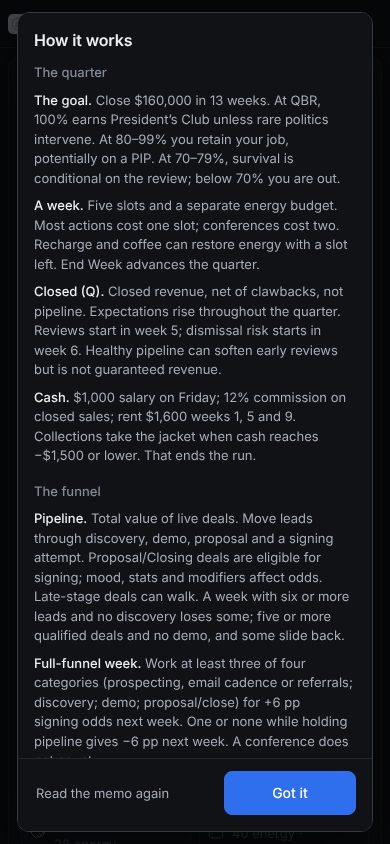 How it works
The quarter
The goal. Close $160,000 in 13 weeks. At QBR,
100% earns President’s Club unless rare politics
intervene. At 80–99% you retain your job,
potentially on a PIP. At 70–79%, survival is
conditional on the review; below 70% you are out.
A week. Five slots and a separate energy budget.
Most actions cost one slot; conferences cost two.
Recharge and coffee can restore energy with a slot
left. End Week advances the quarter.
Closed (Q). Closed revenue, net of clawbacks, not
pipeline. Expectations rise throughout the quarter.
Reviews start in week 5; dismissal risk starts in
week 6. Healthy pipeline can soften early reviews
but is not guaranteed revenue.
Cash. $1,000 salary on Friday; 12% commission on
closed sales; rent $1,600 weeks 1, 5 and 9.
Collections take the jacket when cash reaches
−$1,500 or lower. That ends the run.
The funnel
Pipeline. Total value of live deals. Move leads
through discovery, demo, proposal and a signing
attempt. Proposal/Closing deals are eligible for
signing; mood, stats and modifiers affect odds.
Late-stage deals can walk. A week with six or more
leads and no discovery loses some; five or more
qualified deals and no demo, and some slide back.
Full-funnel week. Work at least three of four
categories (prospecting, email cadence or referrals;
discovery; demo; proposal/close) for +6 pp
signing odds next week. One or none while holding
pipeline gives −6 pp next week. A conference does
Read the memo again
Got it
40 energy